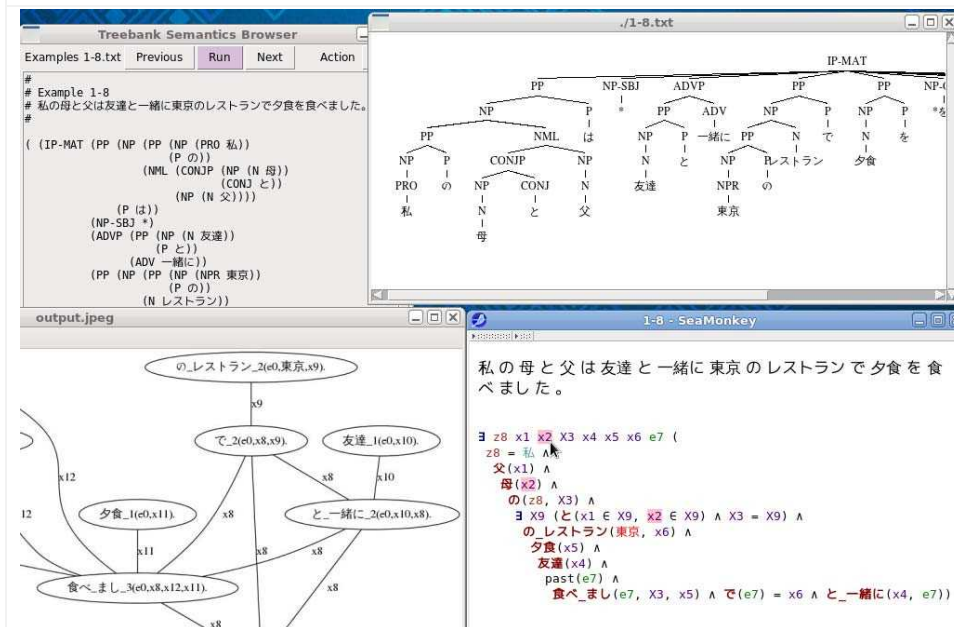 Treebank Semantics Browser
Examples 1-8.txt Previous Run Next Action
#
# Example 1-8
# 私の母と父は友達と一緒に東京のレストランで夕食を食べました。
#
( (IP-MAT (PP (NP (PP (NP (PRO 私))
(P の))
(NML (CONJP (NP (N 母))
(CONJ と))
(NP (N 父))))
(P は))
(NP-SBJ *)
(ADVP (PP (NP (N 友達))
(P と))
(ADV 一緒に))
(PP (NP (PP (NP (NPR 東京))
(P の))
(N レストラン))
./1-8.txt
IP-MAT
PP NP-SBJ ADVP PP PP
NP P * PP ADV NP P NP P
PP NML は NP P 一緒に PP N で N を
NP P CONJP NP N と NP P レストラン 夕食
PRO の NP CONJ N 友達 NPR の
私 N と 父 東京
母
output.jpeg
の_レストラン_2(e0,東京,x9).
x9
で_2(e0,x8,x9). 友達_1(e0,x10).
x12 x8 x10
12 夕食_1(e0,x11). x8 と_一緒に_2(e0,x10,x8).
x11 x8 x8
食べ_まし_3(e0,x8,x12,x11). x8
x8
1-8 - SeaMonkey
私 の 母 と 父 は 友達 と 一緒に 東京 の レストラン で 夕食 を 食
べ まし た 。
∃ z8 x1 x2 X3 x4 x5 x6 e7 (
z8 = 私 ∧
父(x1) ∧
母(x2) ∧
の(z8, X3) ∧
∃ X9 (と(x1 ∈ X9, x2 ∈ X9) ∧ X3 = X9) ∧
の_レストラン(東京, x6) ∧
夕食(x5) ∧
友達(x4) ∧
past(e7) ∧
食べ_まし(e7, X3, x5) ∧ で(e7) = x6 ∧ と_一緒に(x4, e7))